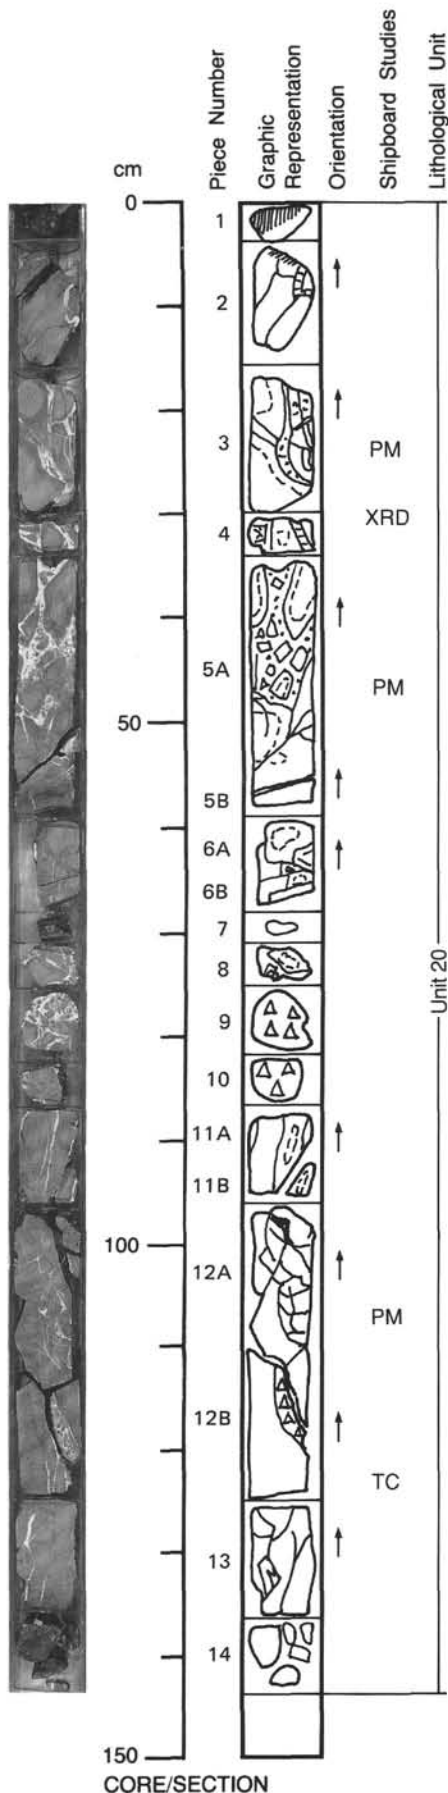 cm
Piece Number
Graphic
Representation
Orientation
Shipboard Studies
Lithological Unit
0
1
2
3
PM
XRD
4
5A
PM
50
5B
6A
6B
7
8
Unit 20
9
10
11A
11B
100
12A
PM
12B
TC
13
14
150
CORE/SECTION